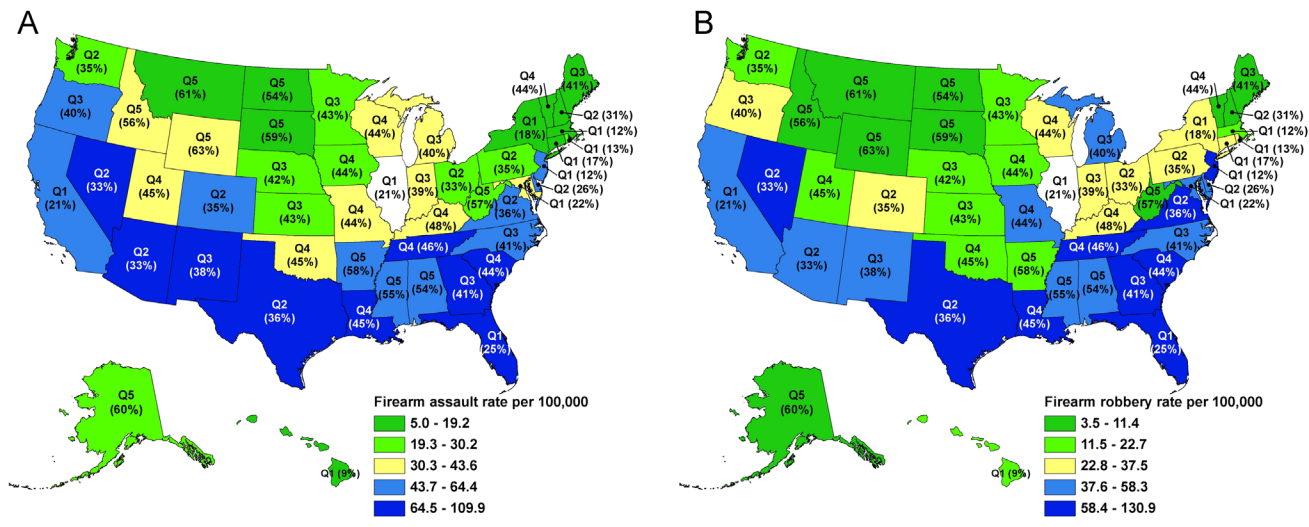 A
Q2
(35%)
Q3
(40%)
Q1
(21%)
Q2
(33%)
Q5
(56%)
Q5
(61%)
Q5
(63%)
Q4
(45%)
Q2
(35%)
Q2
(33%)
Q3
(38%)
Q5
(54%)
Q5
(59%)
Q3
(42%)
Q3
(43%)
Q4
(45%)
Q2
(36%)
Q3
(43%)
Q4
(44%)
Q4
(44%)
Q5
(58%)
Q4
(45%)
Q4
(44%)
Q1
(21%)
Q3
(40%)
Q3
(39%)
Q2
(33%)
Q4
(48%)
Q4 (46%)
Q5
(55%)
Q5
(54%)
Q3
(41%)
Q1
(25%)
Q4
(44%)
Q3
(41%)
Q2
(36%)
Q5
(57%)
Q2
(35%)
Q1
(18%)
Q4
(44%)
Q3
(41%)
Q2 (31%)
Q1 (12%)
Q1 (13%)
Q1 (17%)
Q1 (12%)
Q2 (26%)
Q1 (22%)
Q5
(60%)
Q1 (9%)
Firearm assault rate per 100,000
5.0 - 19.2
19.3 - 30.2
30.3 - 43.6
43.7 - 64.4
64.5 - 109.9
B
Q2
(35%)
Q3
(40%)
Q1
(21%)
Q2
(33%)
Q5
(56%)
Q5
(61%)
Q5
(63%)
Q4
(45%)
Q2
(35%)
Q2
(33%)
Q3
(38%)
Q5
(54%)
Q5
(59%)
Q3
(42%)
Q3
(43%)
Q4
(45%)
Q2
(36%)
Q3
(43%)
Q4
(44%)
Q4
(44%)
Q5
(58%)
Q4
(45%)
Q4
(44%)
Q1
(21%)
Q3
(40%)
Q3
(39%)
Q2
(33%)
Q4
(48%)
Q4 (46%)
Q5
(55%)
Q5
(54%)
Q3
(41%)
Q1
(25%)
Q4
(44%)
Q3
(41%)
Q2
(36%)
Q5
(57%)
Q2
(35%)
Q1
(18%)
Q4
(44%)
Q3
(41%)
Q2 (31%)
Q1 (12%)
Q1 (13%)
Q1 (17%)
Q1 (12%)
Q2 (26%)
Q1 (22%)
Q5
(60%)
Q1 (9%)
Firearm robbery rate per 100,000
3.5 - 11.4
11.5 - 22.7
22.8 - 37.5
37.6 - 58.3
58.4 - 130.9